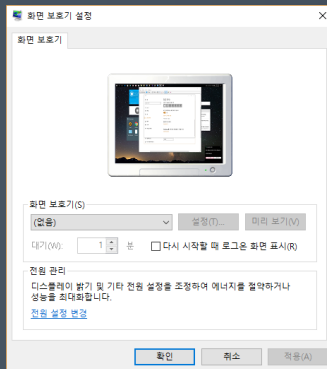 화면 보호기 설정
화면 보호기
화면 보호기(S)
(없음)
설정(T)...
미리 보기(V)
대기(W):
1
분
다시 시작할 때 로그온 화면 표시(R)
전원 관리
디스플레이 밝기 및 기타 전원 설정을 조정하여 에너지를 절약하거나
성능을 최대화합니다.
전원 설정 변경
확인
취소
적용(A)